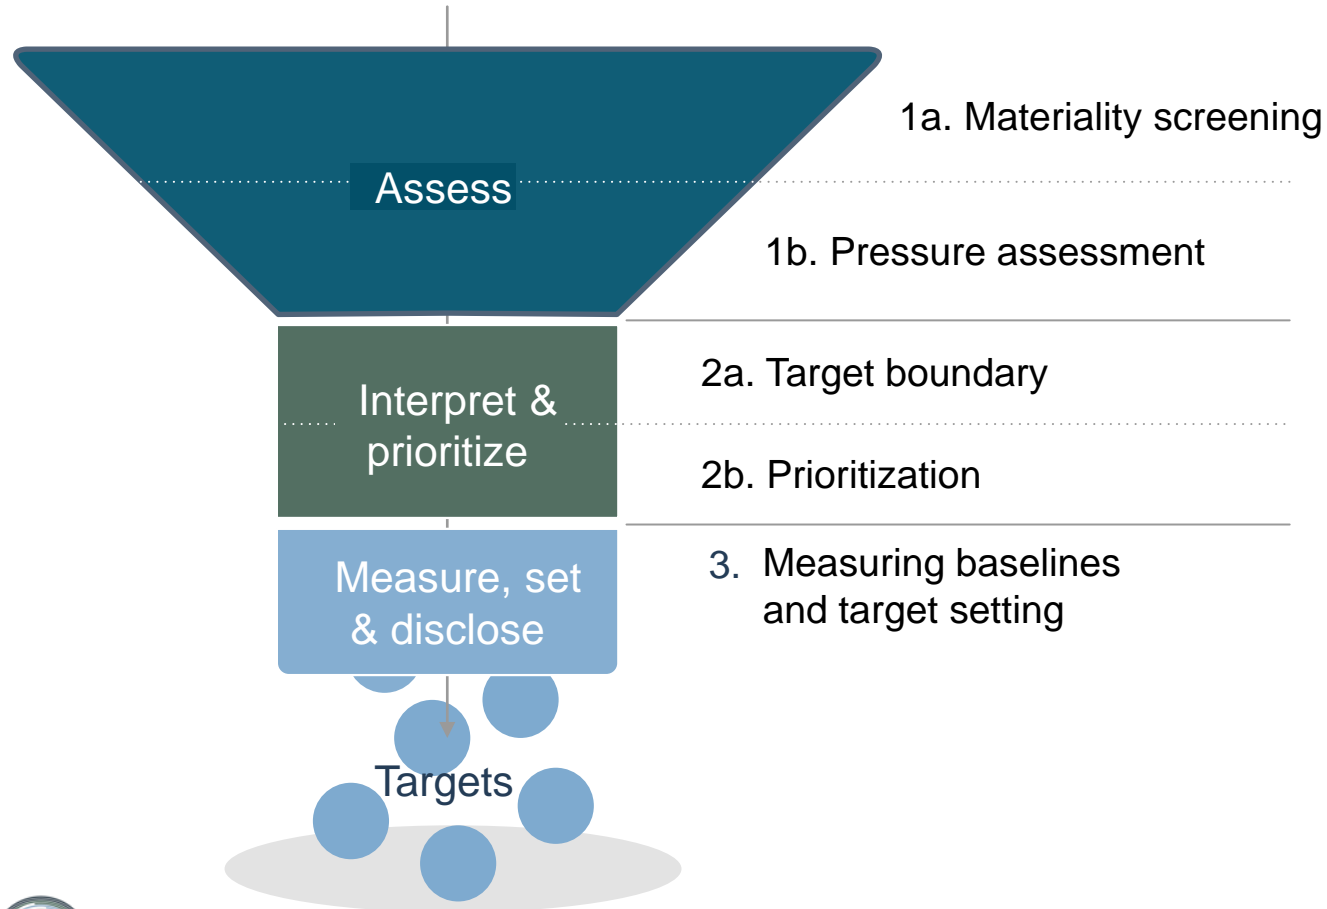 1a. Materiality screening
Assess
1b. Pressure assessment
2a. Target boundary
Interpret &
prioritize
2b. Prioritization
3. Measuring baselines
and target setting
Measure, set
& disclose
Targets